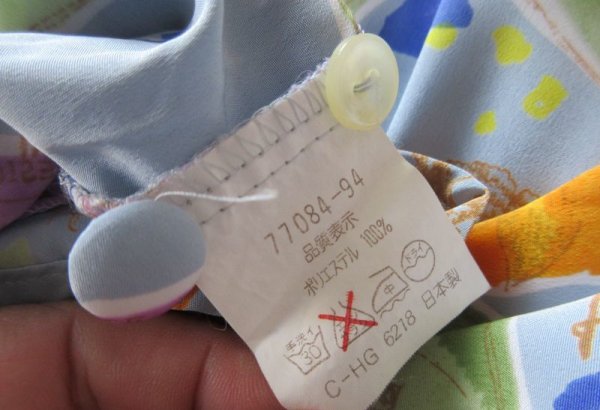 77084-94
品質表示
ポリエステル 100%
手洗イ 30 中 ドライ
C-HG 6218 日本製